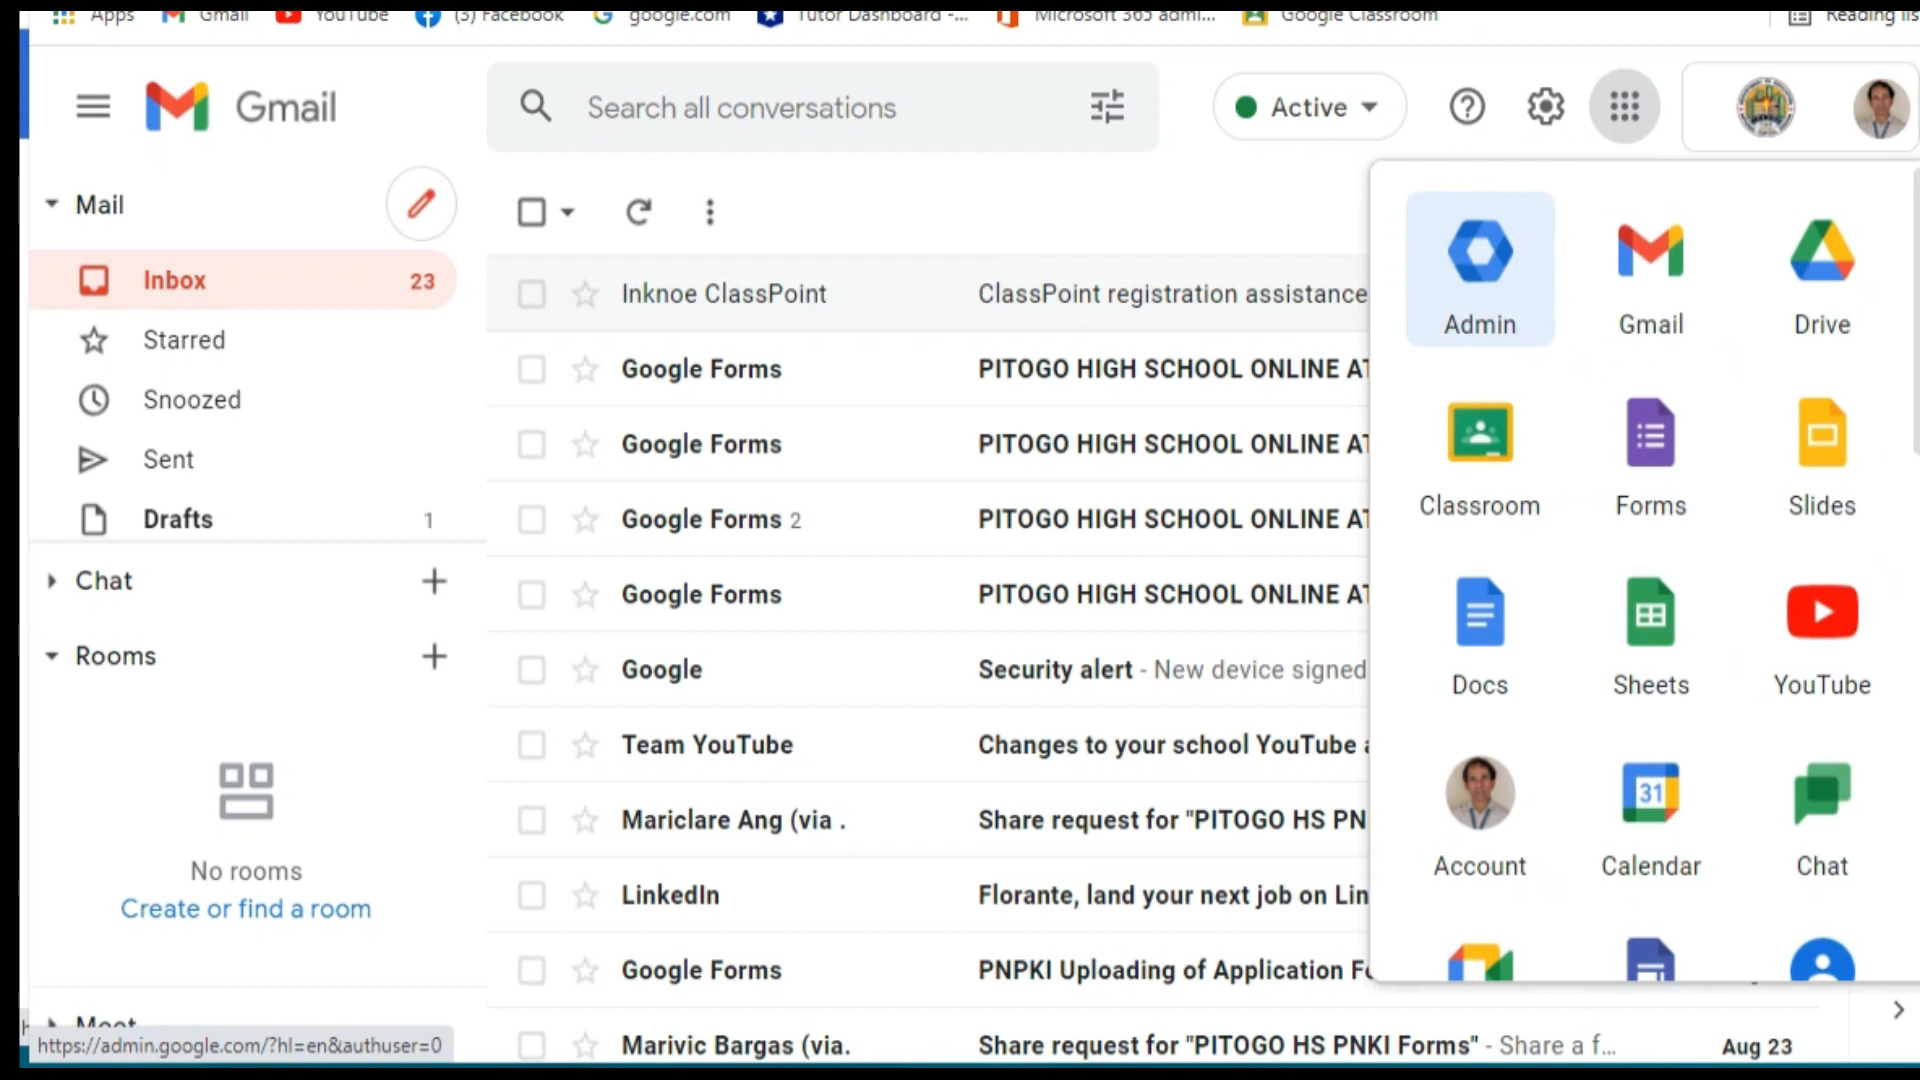 Apps Gmail YouTube (3) Facebook google.com Tutor Dashboard -... Microsoft 365 admi... Google Classroom Reading lis
Gmail
Search all conversations
Active
Mail
Inbox 23
Starred
Snoozed
Sent
Drafts 1
Chat
Rooms
No rooms
Create or find a room
Meet
https://admin.google.com/?hl=en&authuser=0
Inknoe ClassPoint ClassPoint registration assistance
Google Forms PITOGO HIGH SCHOOL ONLINE AT
Google Forms PITOGO HIGH SCHOOL ONLINE AT
Google Forms 2 PITOGO HIGH SCHOOL ONLINE AT
Google Forms PITOGO HIGH SCHOOL ONLINE AT
Google Security alert - New device signed
Team YouTube Changes to your school YouTube a
Mariclare Ang (via . Share request for "PITOGO HS PN
LinkedIn Florante, land your next job on Lin
Google Forms PNPKI Uploading of Application Fo
Marivic Bargas (via. Share request for "PITOGO HS PNKI Forms" - Share a f... Aug 23
Admin Gmail Drive
Classroom Forms Slides
Docs Sheets YouTube
Account 31 Calendar Chat